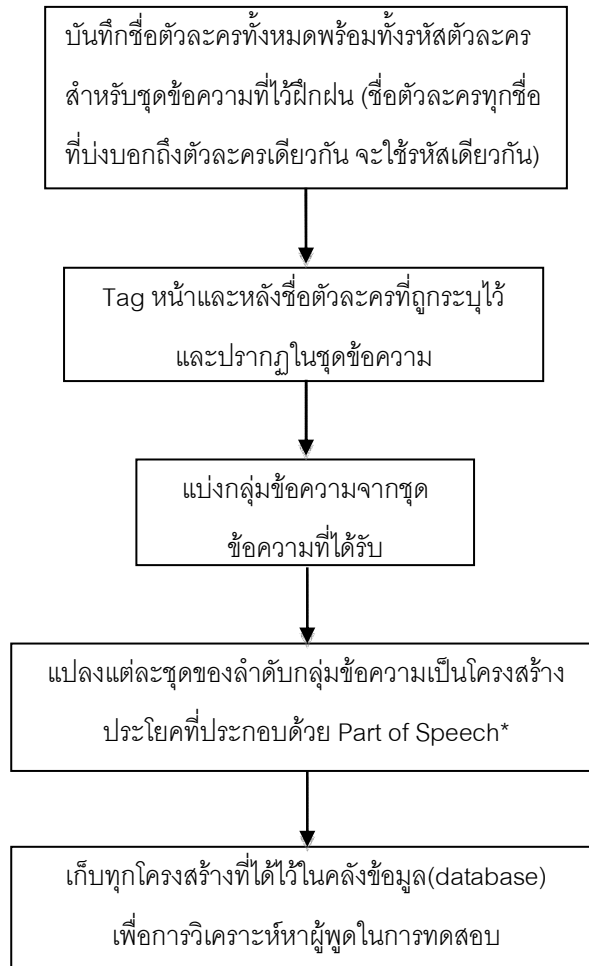 บันทึกชื่อตัวละครทั้งหมดพร้อมทั้งรหัสตัวละคร
สำหรับชุดข้อความที่ไว้ฝึกฝน (ชื่อตัวละครทุกชื่อ
ที่บ่งบอกถึงตัวละครเดียวกัน จะใช้รหัสเดียวกัน)
Tag หน้าและหลังชื่อตัวละครที่ถูกระบุไว้
และปรากฏในชุดข้อความ
แบ่งกลุ่มข้อความจากชุด
ข้อความที่ได้รับ
แปลงแต่ละชุดของลำดับกลุ่มข้อความเป็นโครงสร้าง
ประโยคที่ประกอบด้วย Part of Speech*
เก็บทุกโครงสร้างที่ได้ไว้ในคลังข้อมูล(database)
เพื่อการวิเคราะห์หาผู้พูดในการทดสอบ